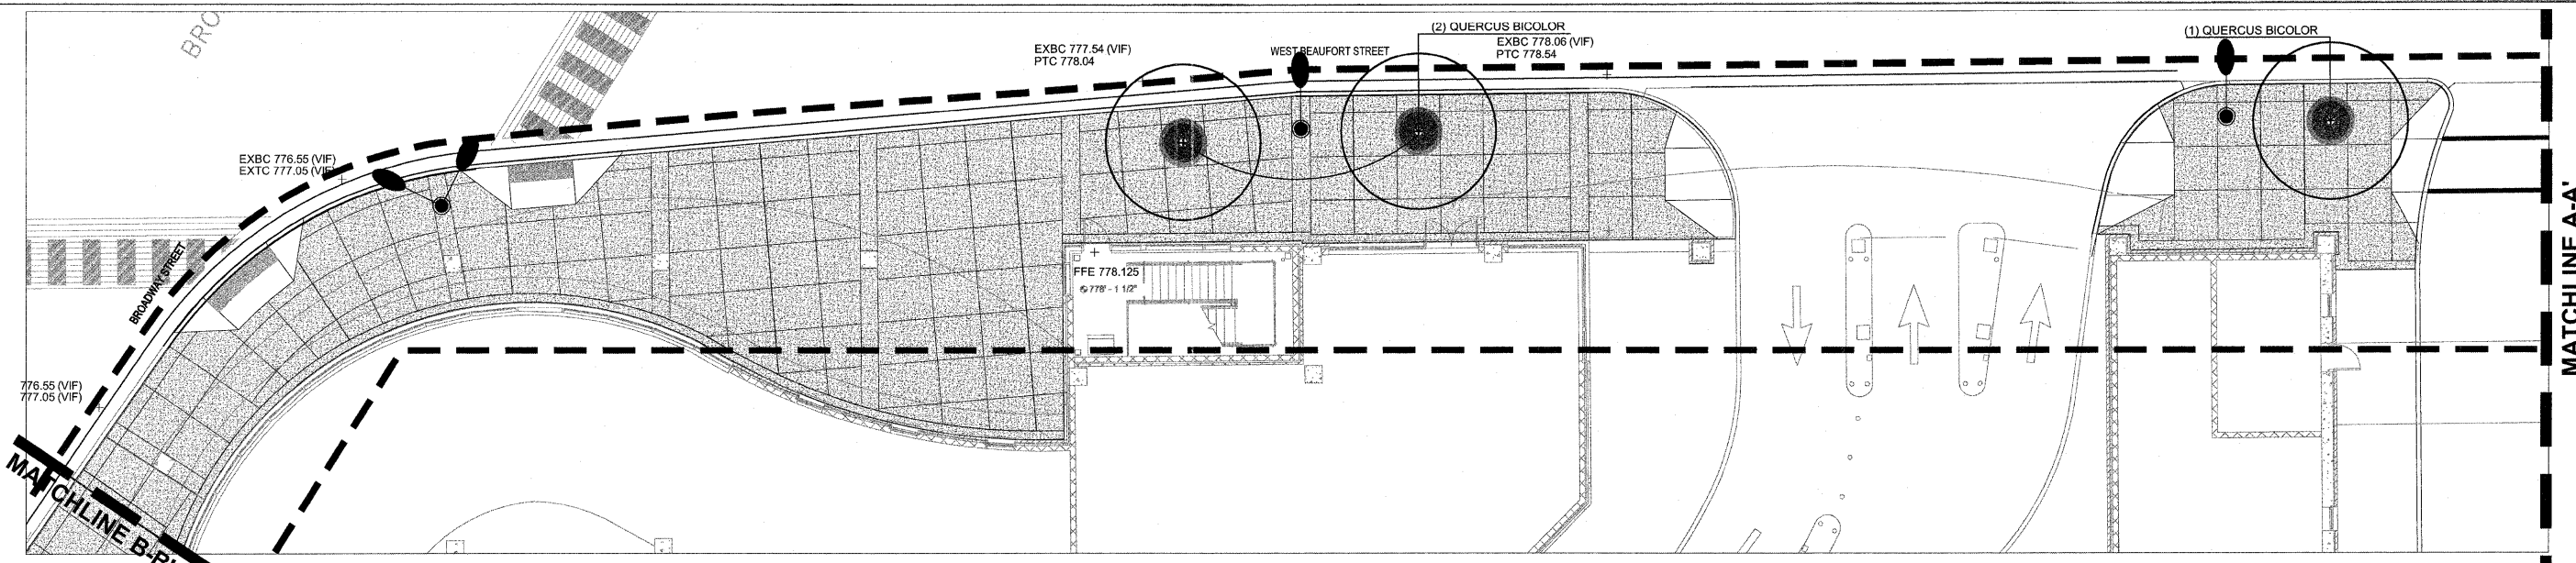 BRO
(2) QUERCUS BICOLOR
(1) QUERCUS BICOLOR
EXBC 777.54 (VIF)
PTC 778.04
WEST BEAUFORT STREET
EXBC 778.06 (VIF)
PTC 778.54
EXBC 776.55 (VIF)
EXTC 777.05 (VIF)
BROADWAY STREET
FFE 778.125
778' - 1 1/2"
776.55 (VIF)
777.05 (VIF)
MATCHLINE A-A'
MATCHLINE B-B'